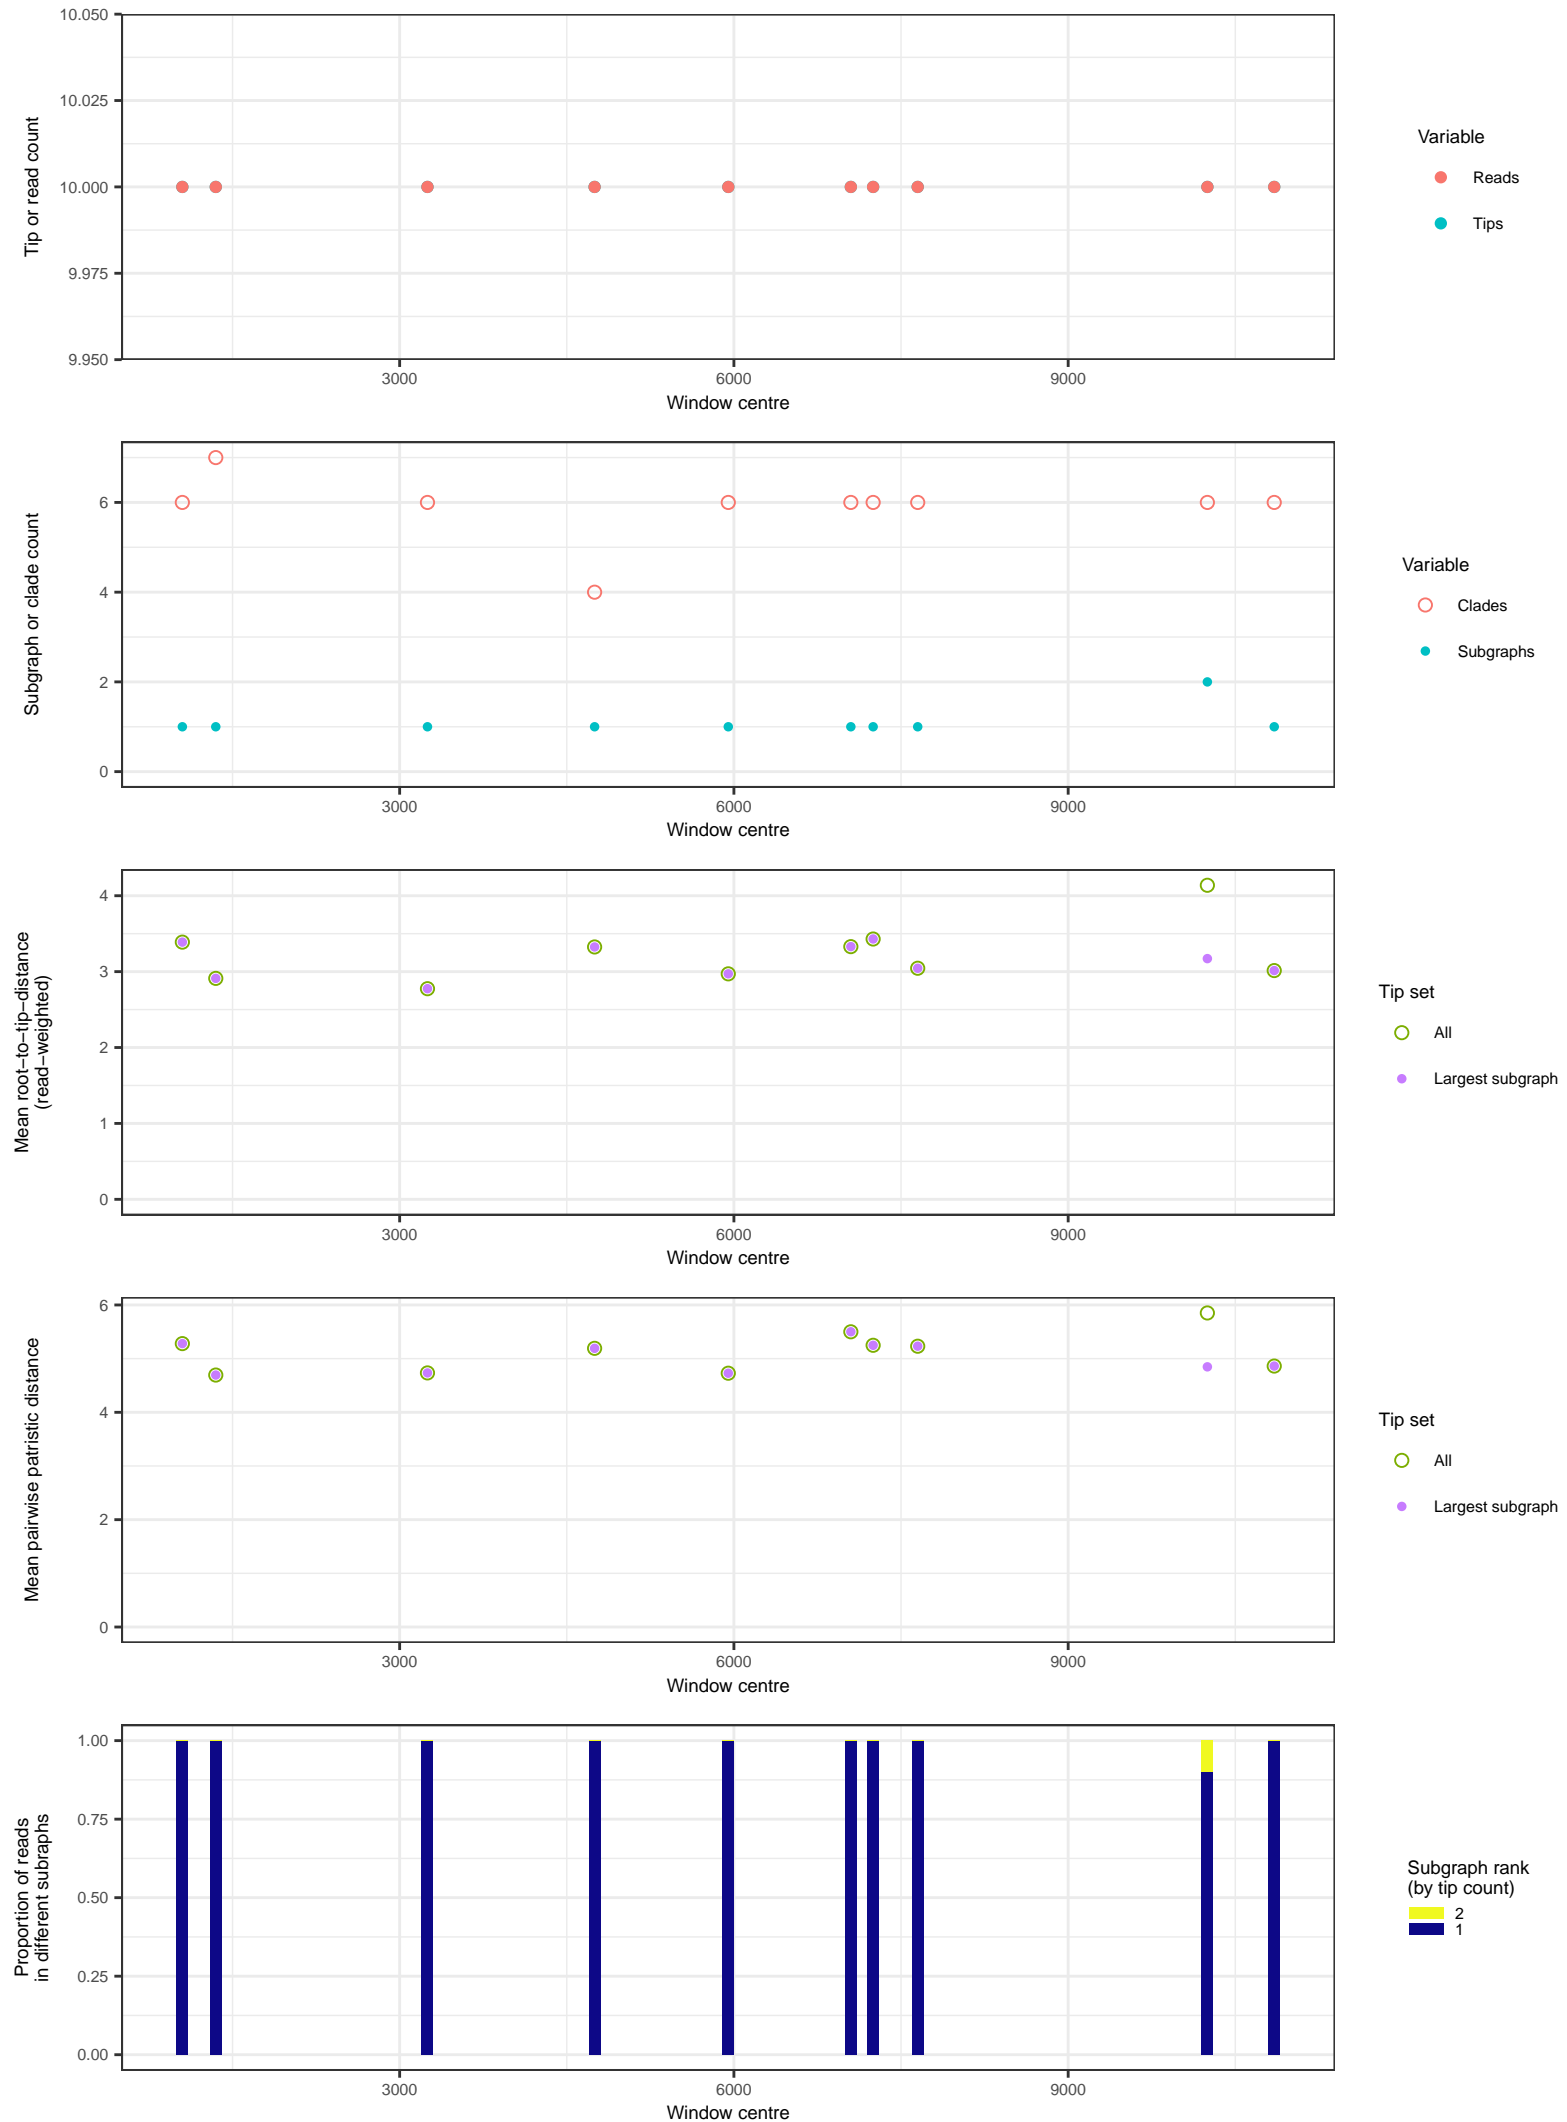 10.050
10.025
10.000
9.975
9.950
Tip or read count
3000 6000 9000
Window centre
Variable
Reads
Tips
6
4
2
0
Subgraph or clade count
3000 6000 9000
Window centre
Variable
Clades
Subgraphs
4
3
2
1
0
Mean root−to−tip−distance
(read−weighted)
3000 6000 9000
Window centre
Tip set
All
Largest subgraph
6
4
2
0
Mean pairwise patristic distance
3000 6000 9000
Window centre
Tip set
All
Largest subgraph
1.00
0.75
0.50
0.25
0.00
Proportion of reads
in different subraphs
3000 6000 9000
Window centre
Subgraph rank
(by tip count)
2
1